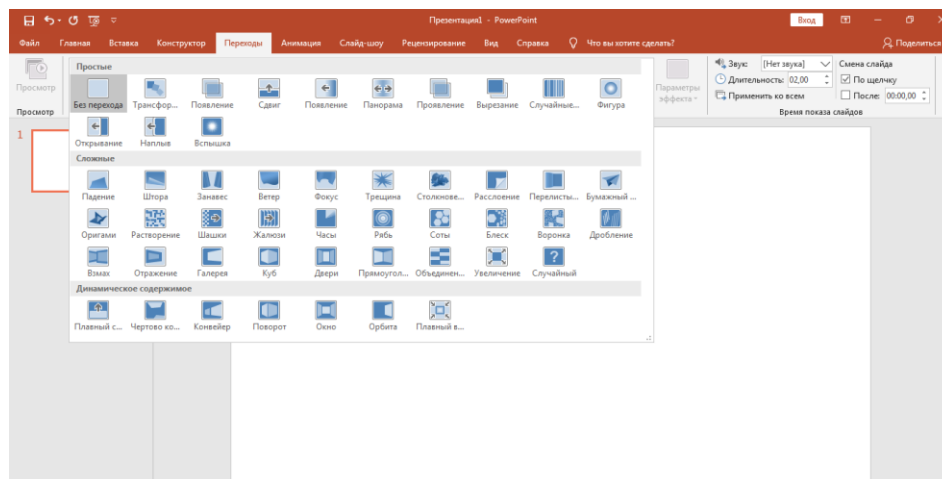 Презентация1 - PowerPoint
Вход
Файл Главная Вставка Конструктор Переходы Анимация Слайд-шоу Рецензирование Вид Справка Что вы хотите сделать? Поделиться
Просмотр
Просмотр
Простые
Без перехода Трансфор... Появление Сдвиг Появление Панорама Проявление Вырезание Случайные... Фигура
Открывание Наплыв Вспышка
Сложные
Падение Штора Занавес Ветер Фокус Трещина Столкнове... Расслоение Перелисты... Бумажный ...
Оригами Растворение Шашки Жалюзи Часы Рябь Соты Блеск Воронка Дробление
Взмах Отражение Галерея Куб Двери Прямоугол... Объединен... Увеличение Случайный
Динамическое содержимое
Плавный с... Чертово ко... Конвейер Поворот Окно Орбита Плавный в...
Параметры
эффекта
Звук: [Нет звука]
Длительность: 02,00
Применить ко всем
Смена слайда
По щелчку
После: 00:00,00
Время показа слайдов
1